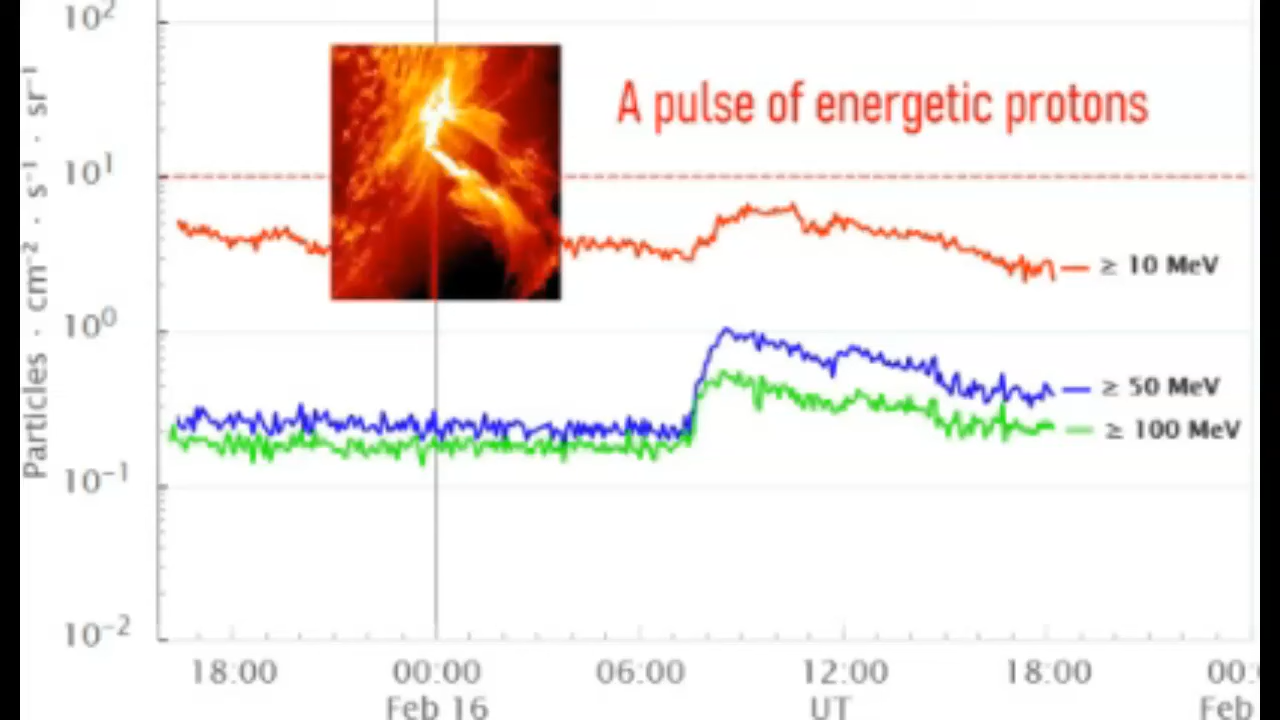 10²
A pulse of energetic protons
10¹
≥ 10 MeV
10⁰
≥ 50 MeV
≥ 100 MeV
10⁻¹
10⁻²
Particles · cm⁻² · s⁻¹ · sr⁻¹
18:00 00:00 06:00 12:00 18:00 00:
Feb 16 UT Feb